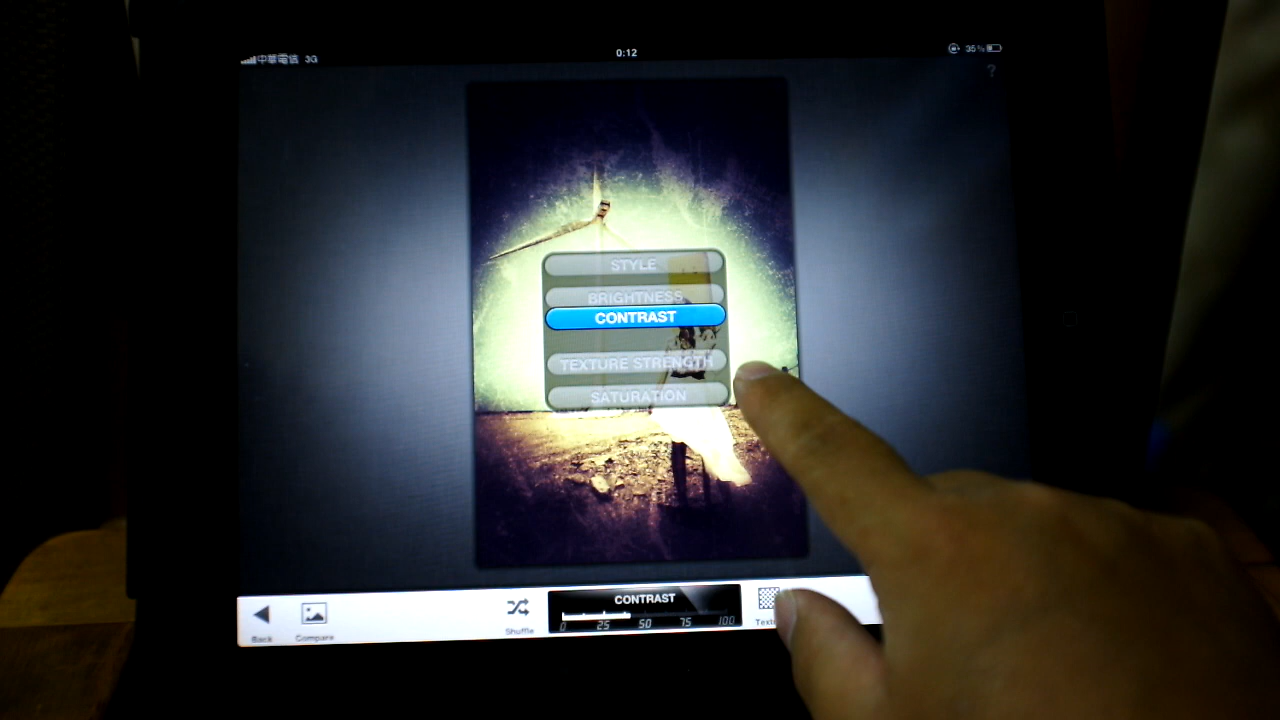 中華電信 3G
0:12
35%
?
STYLE
BRIGHTNESS
CONTRAST
TEXTURE STRENGTH
SATURATION
Back
Compare
Shuffle
CONTRAST
0 25 50 75 100